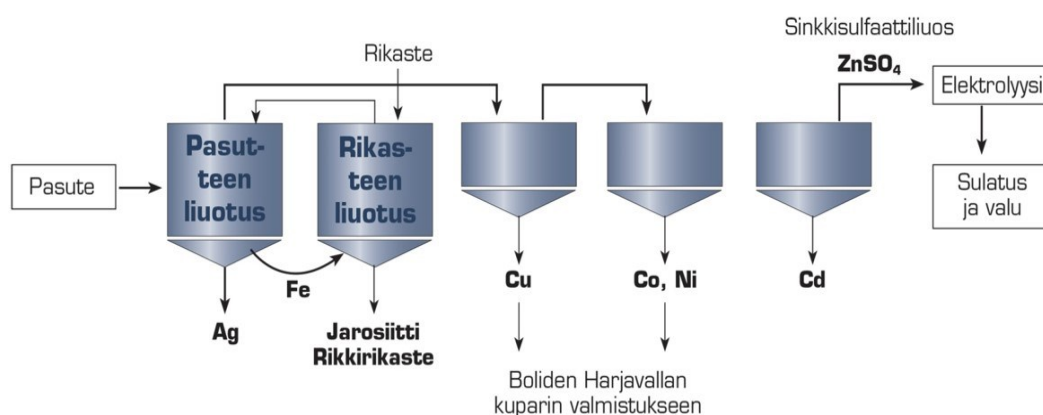 Sinkkisulfaattiliuos
ZnSO₄
Rikaste
Elektrolyysi
Pasute
Pasut-
teen
liuotus
Rikas-
teen
liuotus
Sulatus
ja valu
Fe
Ag
Jarosiitti
Rikkirikaste
Cu
Co, Ni
Cd
Boliden Harjavallan
kuparin valmistukseen